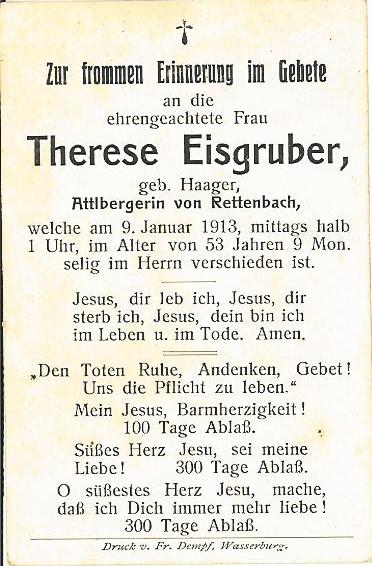 Zur frommen Erinnerung im Gebete
an die
ehrengeachtete Frau
Therese Eisgruber,
geb. Haager,
Attlbergerin von Rettenbach,
welche am 9. Januar 1913, mittags halb
1 Uhr, im Alter von 53 Jahren 9 Mon.
selig im Herrn verschieden ist.
Jesus, dir leb ich, Jesus, dir
sterb ich, Jesus, dein bin ich
im Leben u. im Tode. Amen.
„Den Toten Ruhe, Andenken, Gebet!
Uns die Pflicht zu leben.“
Mein Jesus, Barmherzigkeit!
100 Tage Ablaß.
Süßes Herz Jesu, sei meine
Liebe! 300 Tage Ablaß.
O süßestes Herz Jesu, mache,
daß ich Dich immer mehr liebe!
300 Tage Ablaß.
Druck v. Fr. Dempf, Wasserburg.